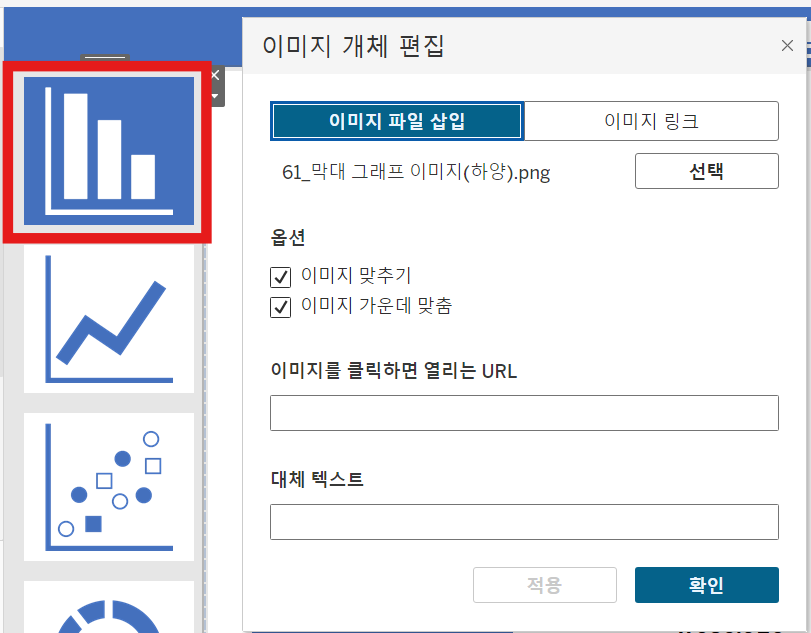 이미지 개체 편집
이미지 파일 삽입
이미지 링크
61_막대 그래프 이미지(하양).png
선택
옵션
이미지 맞추기
이미지 가운데 맞춤
이미지를 클릭하면 열리는 URL
대체 텍스트
적용
확인